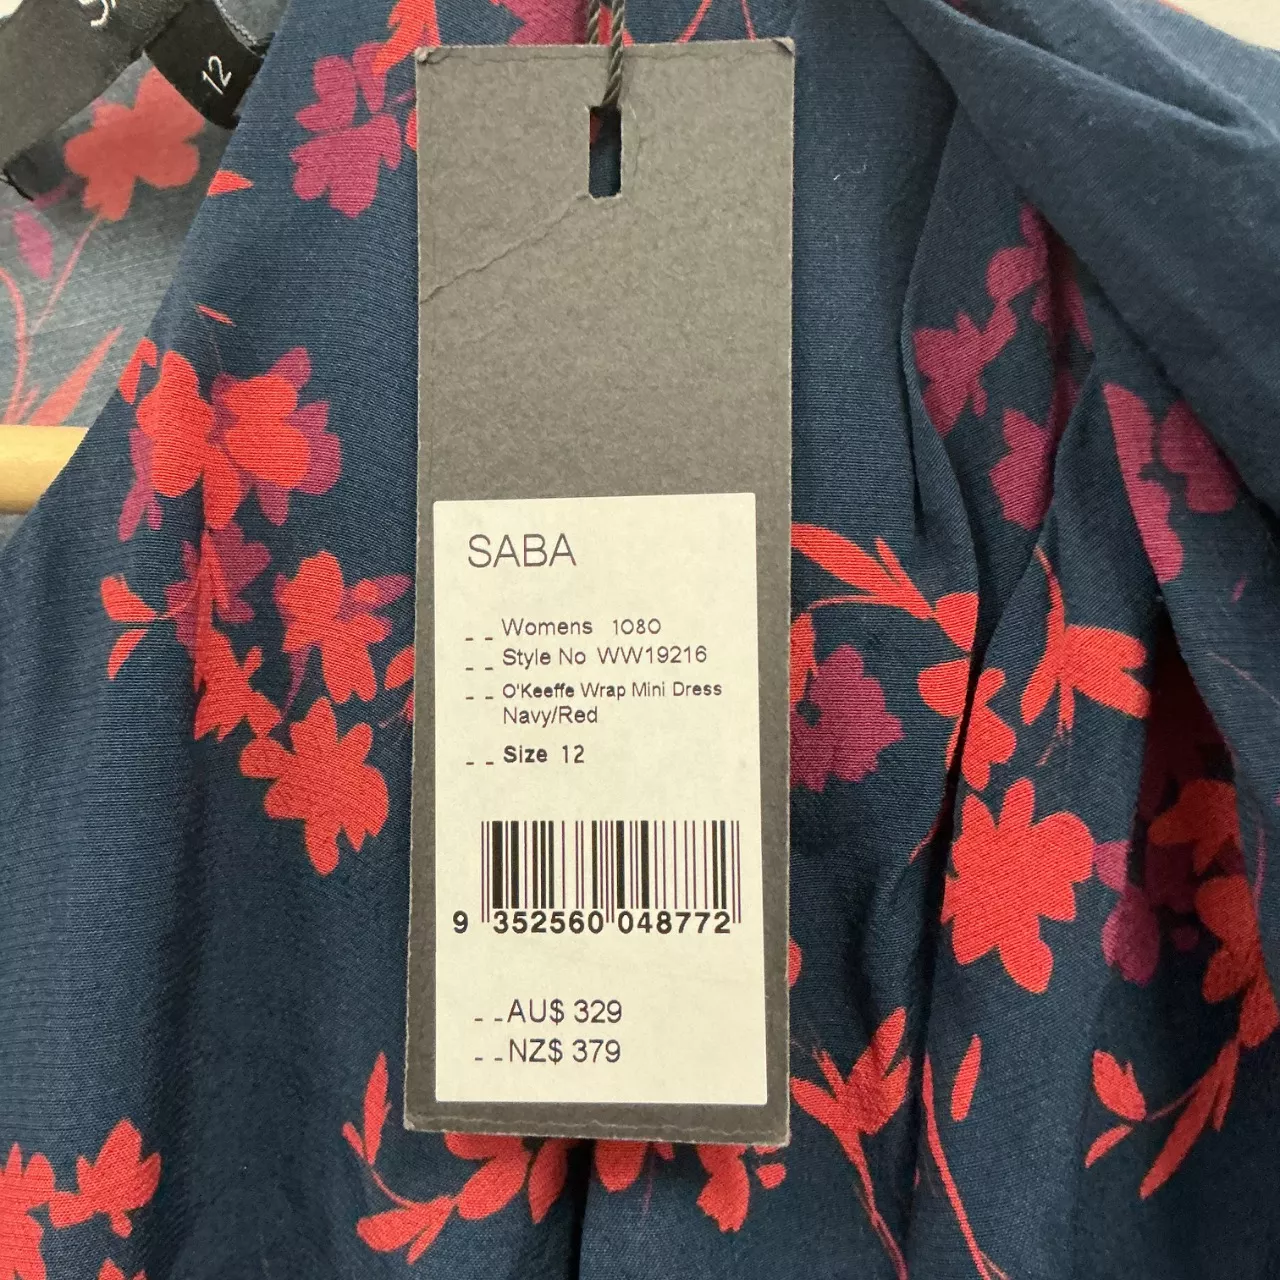 12
SABA
_ _ Womens 1080
_ _ Style No WW19216
_ _ O'Keeffe Wrap Mini Dress
Navy/Red
_ _ Size 12
9 352560 048772
_ _ AU$ 329
_ _ NZ$ 379